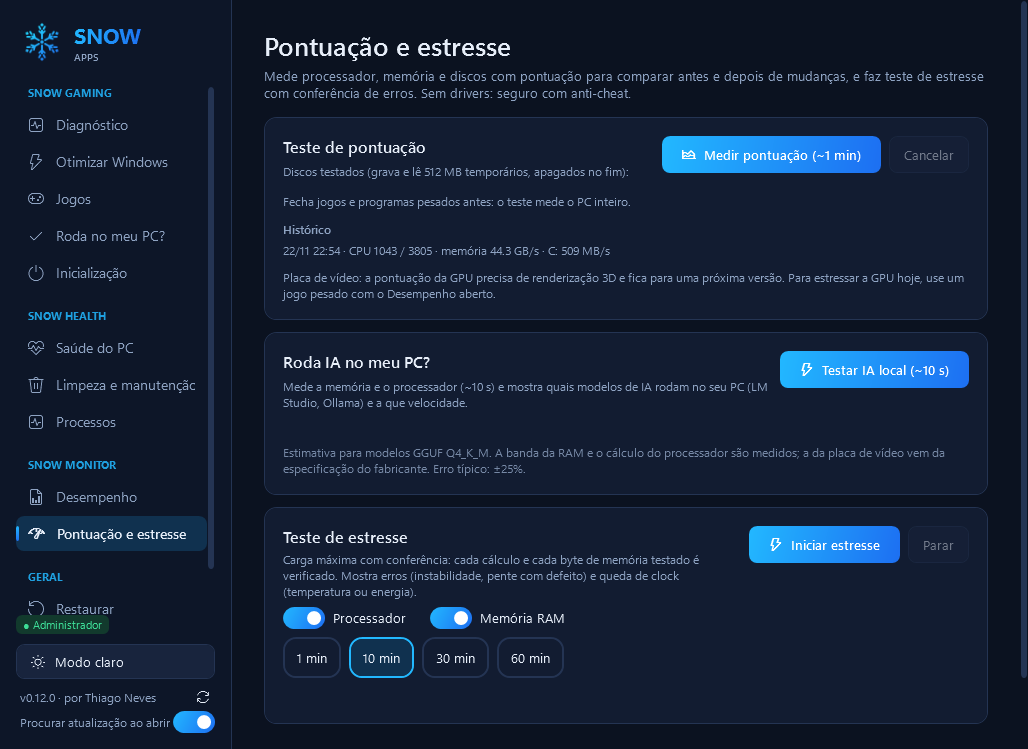 SNOW
APPS
SNOW GAMING
Diagnóstico
Otimizar Windows
Jogos
Roda no meu PC?
Inicialização
SNOW HEALTH
Saúde do PC
Limpeza e manutençãc
Processos
SNOW MONITOR
Desempenho
Pontuação e estresse
GERAL
Restaurar
Administrador
Modo claro
v0.12.0 · por Thiago Neves
Procurar atualização ao abrir
Pontuação e estresse
Mede processador, memória e discos com pontuação para comparar antes e depois de mudanças, e faz teste de estresse
com conferência de erros. Sem drivers: seguro com anti-cheat.
Teste de pontuação
Medir pontuação (~1 min)
Cancelar
Discos testados (grava e lê 512 MB temporários, apagados no fim):
Fecha jogos e programas pesados antes: o teste mede o PC inteiro.
Histórico
22/11 22:54 · CPU 1043 / 3805 · memória 44.3 GB/s · C: 509 MB/s
Placa de vídeo: a pontuação da GPU precisa de renderização 3D e fica para uma próxima versão. Para estressar a GPU hoje, use um
jogo pesado com o Desempenho aberto.
Roda IA no meu PC?
Testar IA local (~10 s)
Mede a memória e o processador (~10 s) e mostra quais modelos de IA rodam no seu PC (LM
Studio, Ollama) e a que velocidade.
Estimativa para modelos GGUF Q4_K_M. A banda da RAM e o cálculo do processador são medidos; a da placa de vídeo vem da
especificação do fabricante. Erro típico: ±25%.
Teste de estresse
Iniciar estresse
Parar
Carga máxima com conferência: cada cálculo e cada byte de memória testado é
verificado. Mostra erros (instabilidade, pente com defeito) e queda de clock
(temperatura ou energia).
Processador
Memória RAM
1 min
10 min
30 min
60 min